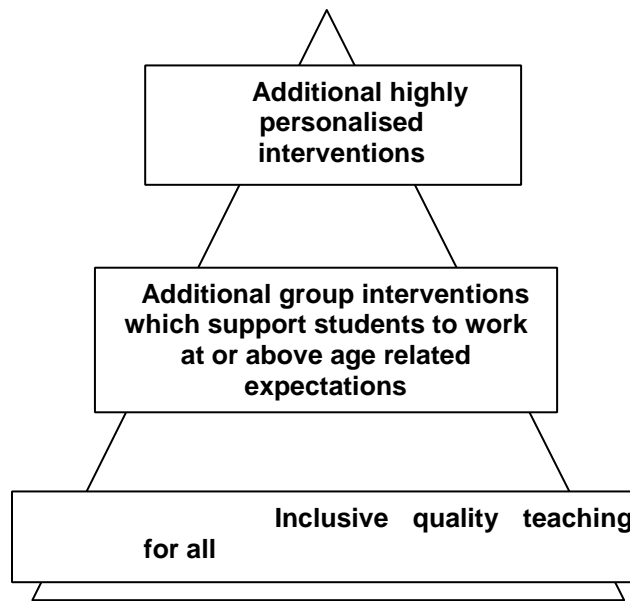 Additional highly
personalised
interventions
Additional group interventions
which support students to work
at or above age related
expectations
Inclusive quality teaching
for all